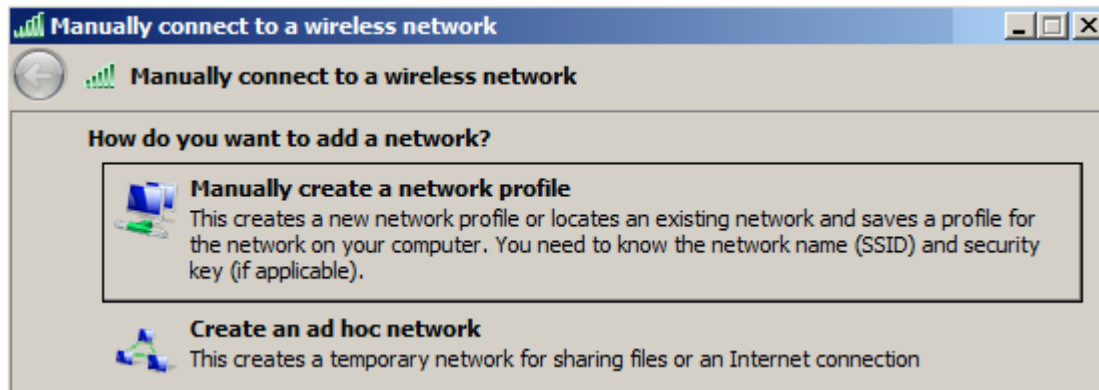 Manually connect to a wireless network
Manually connect to a wireless network
How do you want to add a network?
Manually create a network profile
This creates a new network profile or locates an existing network and saves a profile for
the network on your computer. You need to know the network name (SSID) and security
key (if applicable).
Create an ad hoc network
This creates a temporary network for sharing files or an Internet connection